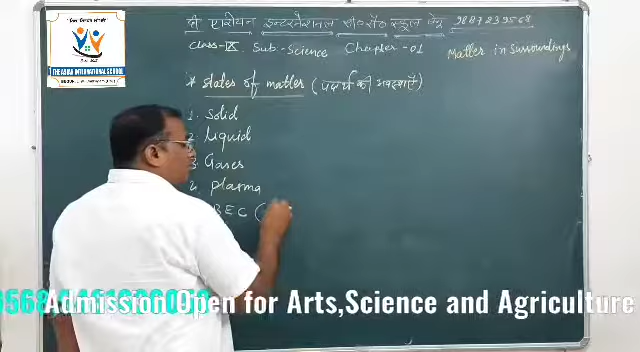 THE ASIAN INTERNATIONAL SCHOOL
दी एशियन इन्टरनेशनल सी० सै० स्कूल 9887239568
Class-IX Sub-Science Chapter-01 Matter in Surroundings
* States of matter (पदार्थ की अवस्थाएँ)
1. Solid
2. Liquid
3. Gases
4. Plasma
BEC (
Admission Open for Arts,Science and Agriculture